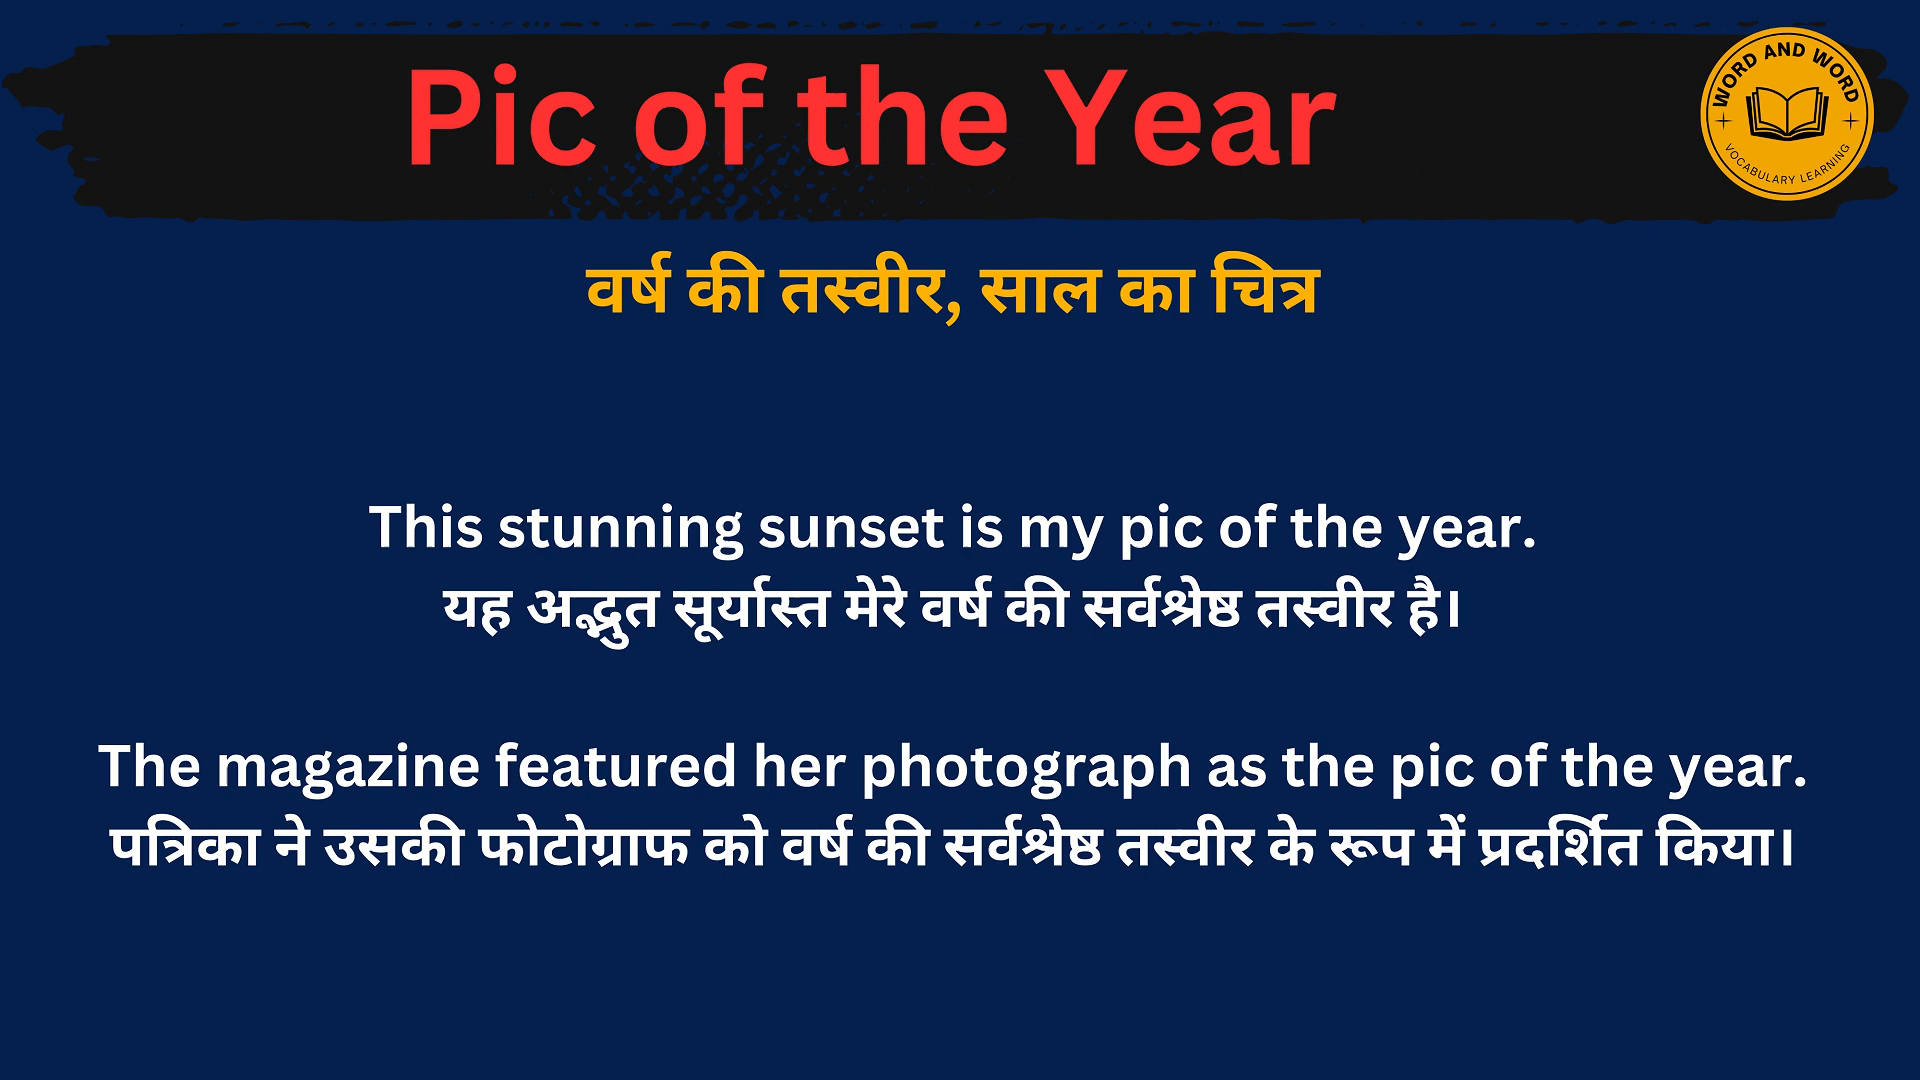 Pic of the Year
WORD AND WORD
VOCABULARY LEARNING
वर्ष की तस्वीर, साल का चित्र
This stunning sunset is my pic of the year.
यह अद्भुत सूर्यास्त मेरे वर्ष की सर्वश्रेष्ठ तस्वीर है।
The magazine featured her photograph as the pic of the year.
पत्रिका ने उसकी फोटोग्राफ को वर्ष की सर्वश्रेष्ठ तस्वीर के रूप में प्रदर्शित किया।